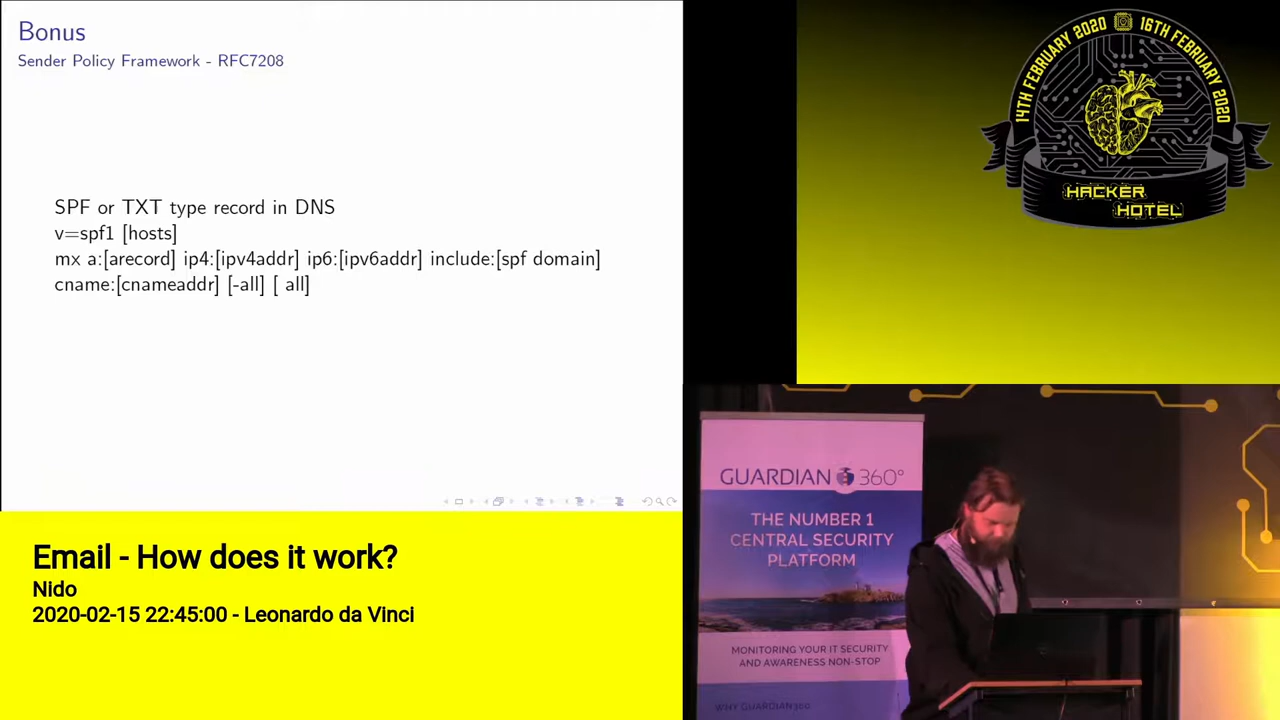 Bonus
Sender Policy Framework - RFC7208
SPF or TXT type record in DNS
v=spf1 [hosts]
mx a:[arecord] ip4:[ipv4addr] ip6:[ipv6addr] include:[spf domain]
cname:[cnameaddr] [-all] [ all]
Email - How does it work?
Nido
2020-02-15 22:45:00 - Leonardo da Vinci
14TH FEBRUARY 2020 16TH FEBRUARY 2020
HACKER
HOTEL
GUARDIAN 360°
THE NUMBER 1
CENTRAL SECURITY
PLATFORM
MONITORING YOUR IT SECURITY
AND AWARENESS NON-STOP
WHY GUARDIAN360